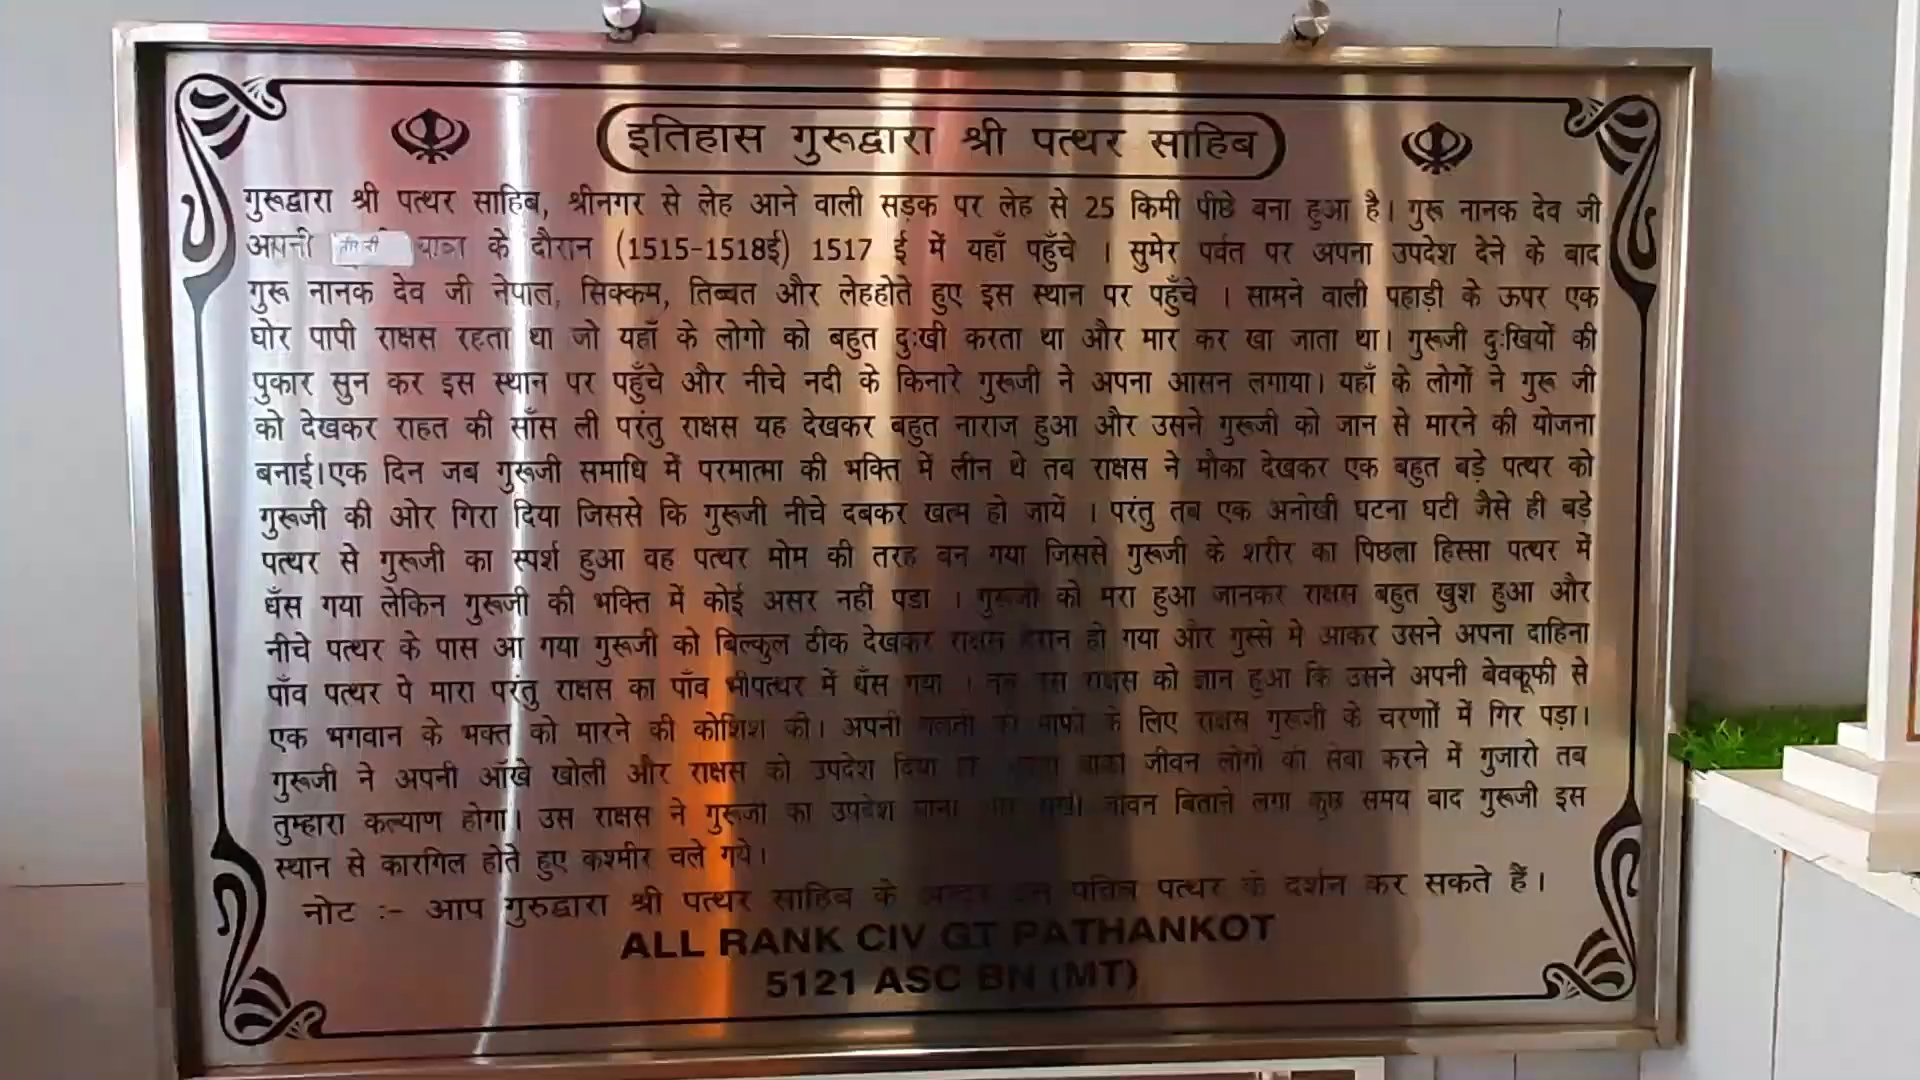 इतिहास गुरूद्वारा श्री पत्थर साहिब
गुरूद्वारा श्री पत्थर साहिब, श्रीनगर से लेह आने वाली सड़क पर लेह से 25 किमी पीछे बना हुआ है। गुरू नानक देव जी
अपनी यात्रा के दौरान (1515-1518ई) 1517 ई में यहाँ पहुँचे । सुमेर पर्वत पर अपना उपदेश देने के बाद
गुरू नानक देव जी नेपाल, सिक्कम, तिब्बत और लेहहोते हुए इस स्थान पर पहुँचे । सामने वाली पहाड़ी के ऊपर एक
घोर पापी राक्षस रहता था जो यहाँ के लोगो को बहुत दुःखी करता था और मार कर खा जाता था। गुरूजी दुःखियों की
पुकार सुन कर इस स्थान पर पहुँचे और नीचे नदी के किनारे गुरूजी ने अपना आसन लगाया। यहाँ के लोगों ने गुरू जी
को देखकर राहत की साँस ली परंतु राक्षस यह देखकर बहुत नाराज हुआ और उसने गुरूजी को जान से मारने की योजना
बनाई।एक दिन जब गुरूजी समाधि में परमात्मा की भक्ति में लीन थे तब राक्षस ने मौका देखकर एक बहुत बड़े पत्थर को
गुरूजी की ओर गिरा दिया जिससे कि गुरूजी नीचे दबकर खत्म हो जायें । परंतु तब एक अनोखी घटना घटी जैसे ही बड़े
पत्थर से गुरूजी का स्पर्श हुआ वह पत्थर मोम की तरह बन गया जिससे गुरूजी के शरीर का पिछला हिस्सा पत्थर में
धँस गया लेकिन गुरूजी की भक्ति में कोई असर नहीं पडा । गुरूजी को मरा हुआ जानकर राक्षस बहुत खुश हुआ और
नीचे पत्थर के पास आ गया गुरूजी को बिल्कुल ठीक देखकर राक्षस हैरान हो गया और गुस्से मे आकर उसने अपना दाहिना
पाँव पत्थर पे मारा परंतु राक्षस का पाँव भीपत्थर में धँस गया । राक्षस को ज्ञान हुआ कि उसने अपनी बेवकूफी से
एक भगवान के भक्त को मारने की कोशिश की। अपनी गलती की माफी के लिए राक्षस गुरूजी के चरणाों में गिर पड़ा।
गुरूजी ने अपनी आँखे खोली और राक्षस को उपदेश दिया बाकी जीवन लोगो की सेवा करने में गुजारो तब
तुम्हारा कल्याण होगा। उस राक्षस ने गुरूजी का उपदेश माना जीवन बिताने लगा कुछ समय बाद गुरूजी इस
स्थान से कारगिल होते हुए कश्मीर चले गये।
नोट :- आप गुरुद्वारा श्री पत्थर साहिब के पत्थर के दर्शन कर सकते हैं।
ALL RANK CIV GT PATHANKOT
5121 ASC BN (MT)